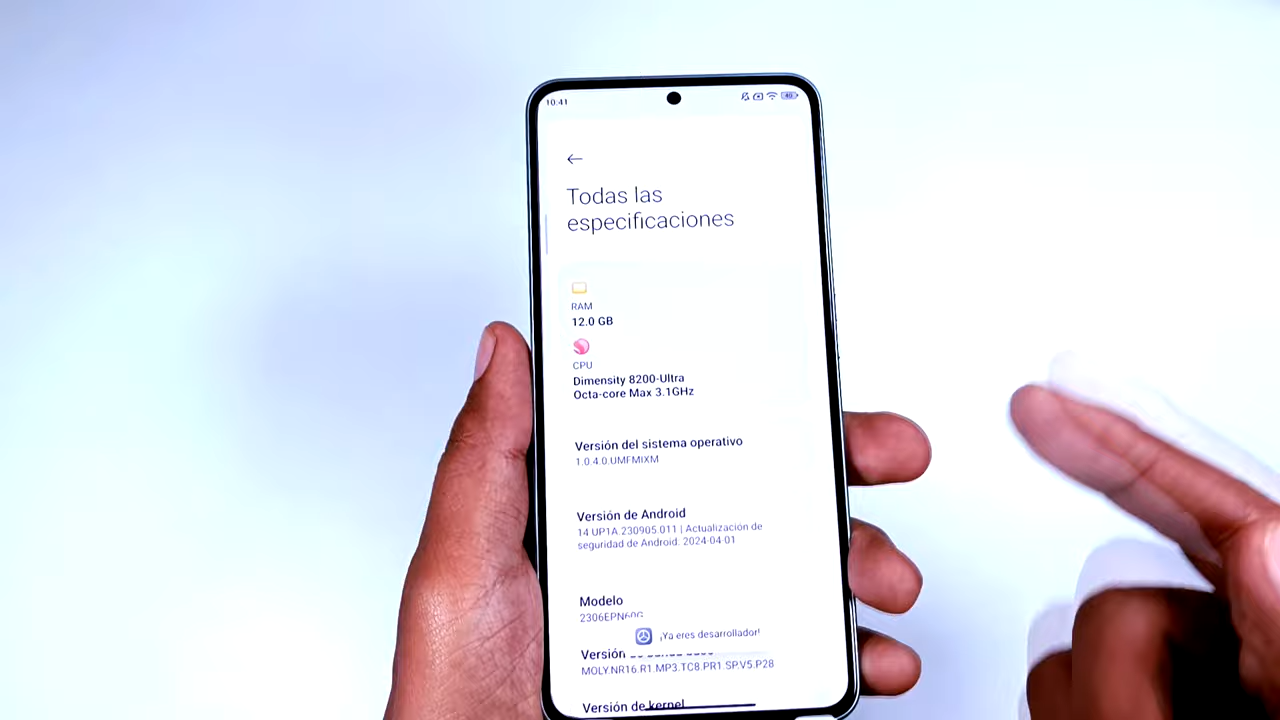 10:41
40
Todas las
especificaciones
RAM
12.0 GB
CPU
Dimensity 8200-Ultra
Octa-core Max 3.1GHz
Versión del sistema operativo
1.0.4.0.UMFMIXM
Versión de Android
14 UP1A.230905.011 | Actualización de
seguridad de Android. 2024-04-01
Modelo
2306EPN60G
¡Ya eres desarrollador!
Versión
MOLY.NR16.R1.MP3.TC8.PR1.SP.V5.P28
Versión de kernel